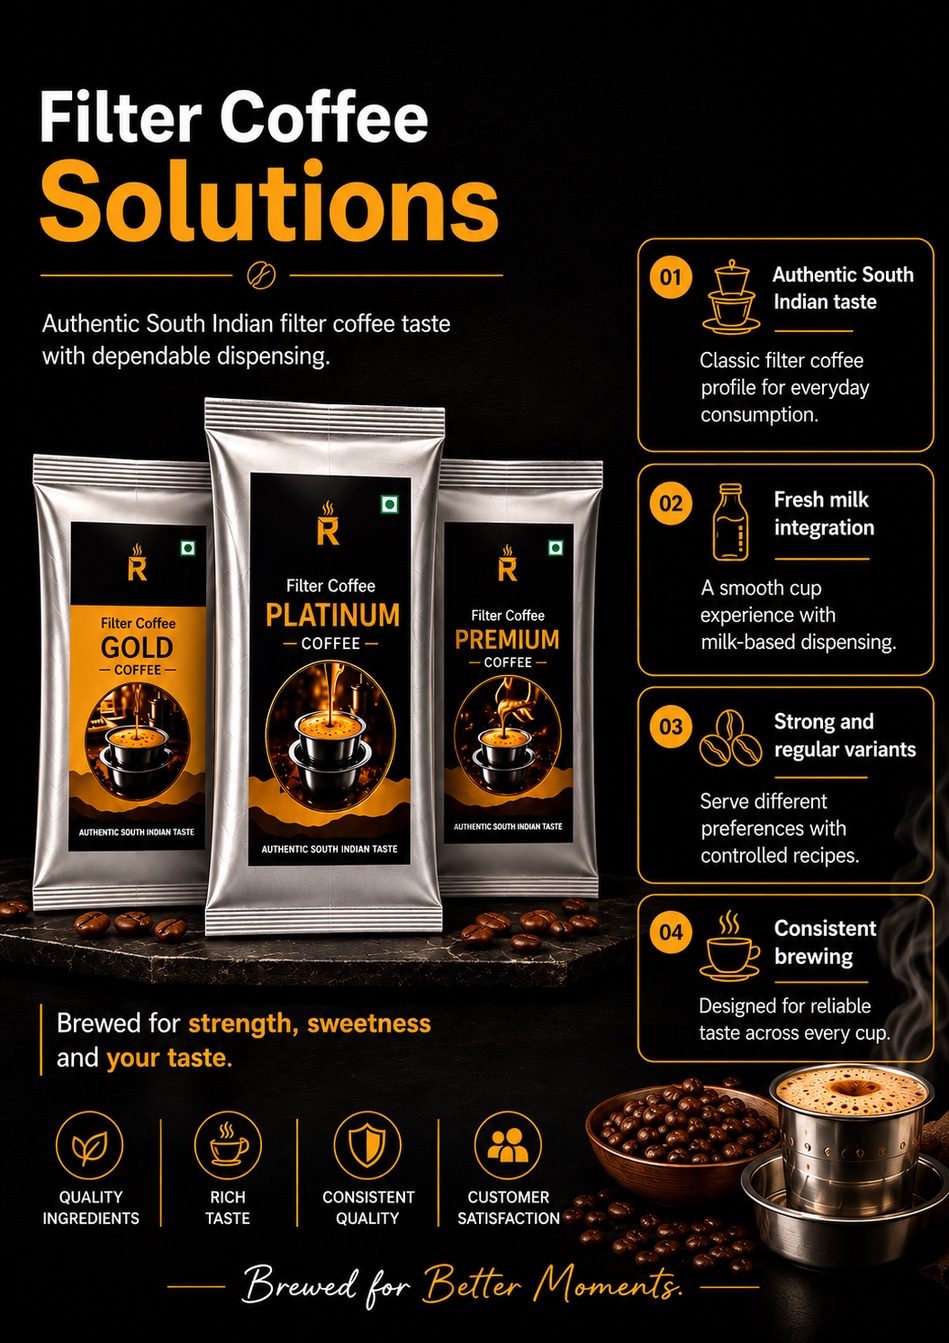 Filter Coffee
Solutions
Authentic South Indian filter coffee taste
with dependable dispensing.
R
Filter Coffee
GOLD
COFFEE
AUTHENTIC SOUTH INDIAN TASTE
R
Filter Coffee
PLATINUM
COFFEE
AUTHENTIC SOUTH INDIAN TASTE
R
Filter Coffee
PREMIUM
COFFEE
AUTHENTIC SOUTH INDIAN TASTE
01
Authentic South
Indian taste
Classic filter coffee
profile for everyday
consumption.
02
Fresh milk
integration
A smooth cup
experience with
milk-based dispensing.
03
Strong and
regular variants
Serve different
preferences with
controlled recipes.
04
Consistent
brewing
Designed for reliable
taste across every cup.
Brewed for strength, sweetness
and your taste.
QUALITY
INGREDIENTS
RICH
TASTE
CONSISTENT
QUALITY
CUSTOMER
SATISFACTION
Brewed for Better Moments.